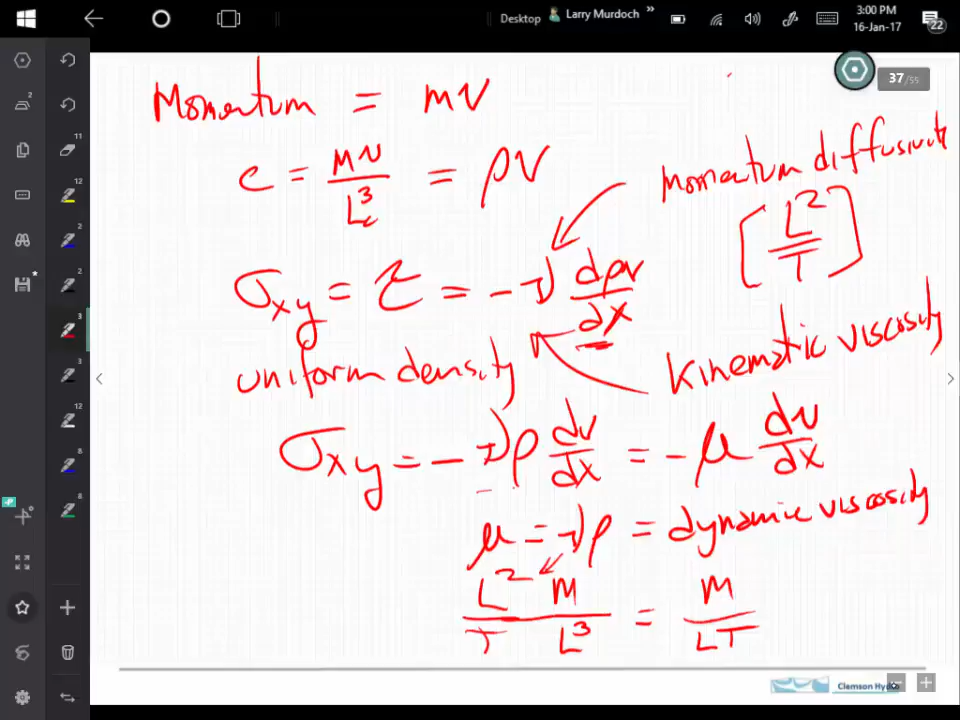 Desktop
Larry Murdoch
»
3:00 PM
16-Jan-17
22
37/55
Momentum = mv
c = mv/L³ = ρv
momentum diffusivity
[L²/T]
σxy = τ = -ν dρv/dx
uniform density
kinematic viscosity
σxy = -νρ dv/dx = -μ dv/dx
μ = νρ = dynamic viscosity
L²/T M/L³ = M/LT
Clemson Hydro